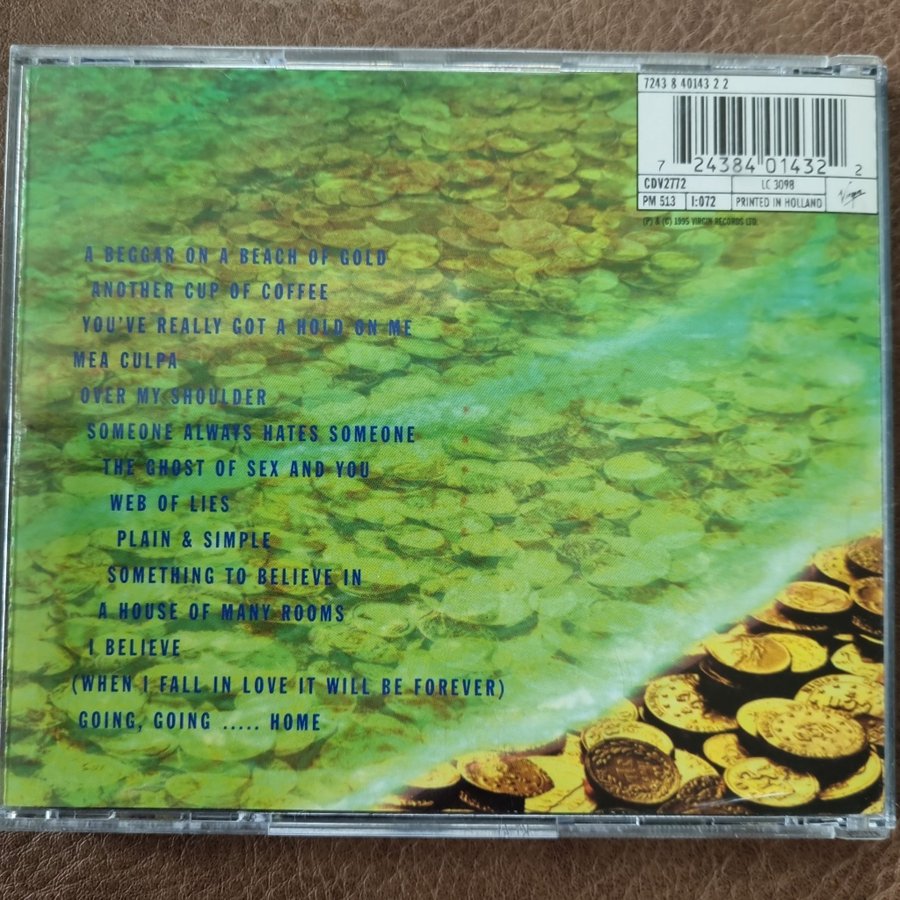 7243 8 40143 2 2
7 24384 01432 2
CDV2772 LC 3098
PM 513 1:072 PRINTED IN HOLLAND Virgin
(P) & (C) 1995 VIRGIN RECORDS LTD.
A BEGGAR ON A BEACH OF GOLD
ANOTHER CUP OF COFFEE
YOU'VE REALLY GOT A HOLD ON ME
MEA CULPA
OVER MY SHOULDER
SOMEONE ALWAYS HATES SOMEONE
THE GHOST OF SEX AND YOU
WEB OF LIES
PLAIN & SIMPLE
SOMETHING TO BELIEVE IN
A HOUSE OF MANY ROOMS
I BELIEVE
(WHEN I FALL IN LOVE IT WILL BE FOREVER)
GOING, GOING ..... HOME